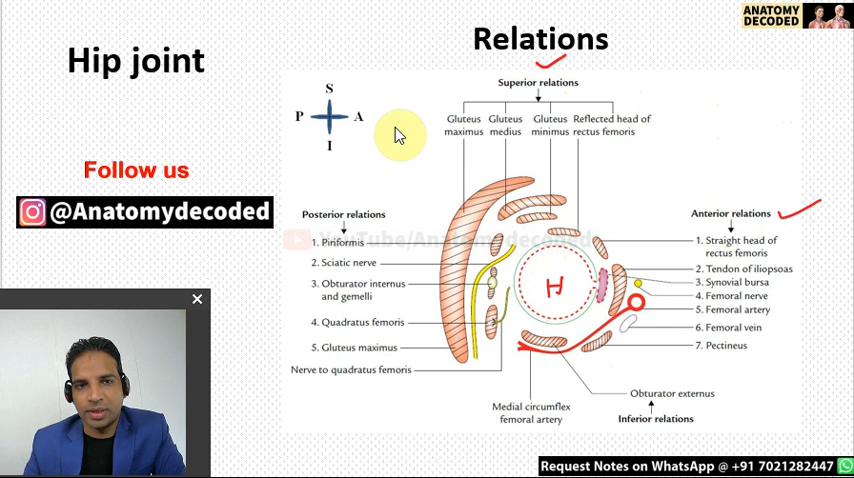 ANATOMY
DECODED
Hip joint
Relations
Superior relations
S
P
A
I
Gluteus
maximus
Gluteus
medius
Gluteus
minimus
Reflected head of
rectus femoris
Follow us
@Anatomydecoded
Posterior relations
1. Piriformis
2. Sciatic nerve
3. Obturator internus
and gemelli
4. Quadratus femoris
5. Gluteus maximus
Nerve to quadratus femoris
YouTube/Anatomydecoded
H
Anterior relations
1. Straight head of
rectus femoris
2. Tendon of iliopsoas
3. Synovial bursa
4. Femoral nerve
5. Femoral artery
6. Femoral vein
7. Pectineus
Medial circumflex
femoral artery
Obturator externus
Inferior relations
Request Notes on WhatsApp @ +91 7021282447